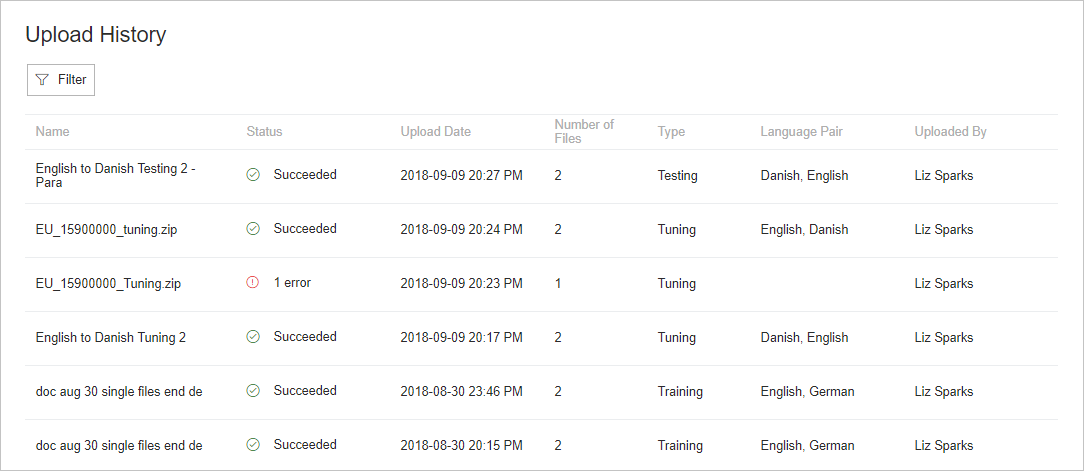 Upload History
Filter
Name Status Upload Date Number of Files Type Language Pair Uploaded By
English to Danish Testing 2 - Para Succeeded 2018-09-09 20:27 PM 2 Testing Danish, English Liz Sparks
EU_15900000_tuning.zip Succeeded 2018-09-09 20:24 PM 2 Tuning English, Danish Liz Sparks
EU_15900000_Tuning.zip 1 error 2018-09-09 20:23 PM 1 Tuning Liz Sparks
English to Danish Tuning 2 Succeeded 2018-09-09 20:17 PM 2 Tuning Danish, English Liz Sparks
doc aug 30 single files end de Succeeded 2018-08-30 23:46 PM 2 Training English, German Liz Sparks
doc aug 30 single files end de Succeeded 2018-08-30 20:15 PM 2 Training English, German Liz Sparks